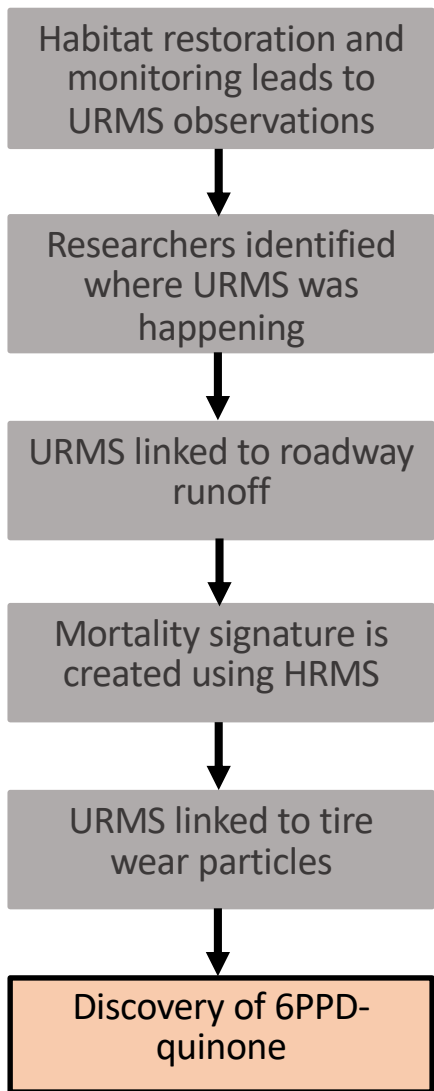 Habitat restoration and
monitoring leads to
URMS observations
Researchers identified
where URMS was
happening
URMS linked to roadway
runoff
Mortality signature is
created using HRMS
URMS linked to tire
wear particles
Discovery of 6PPD-
quinone